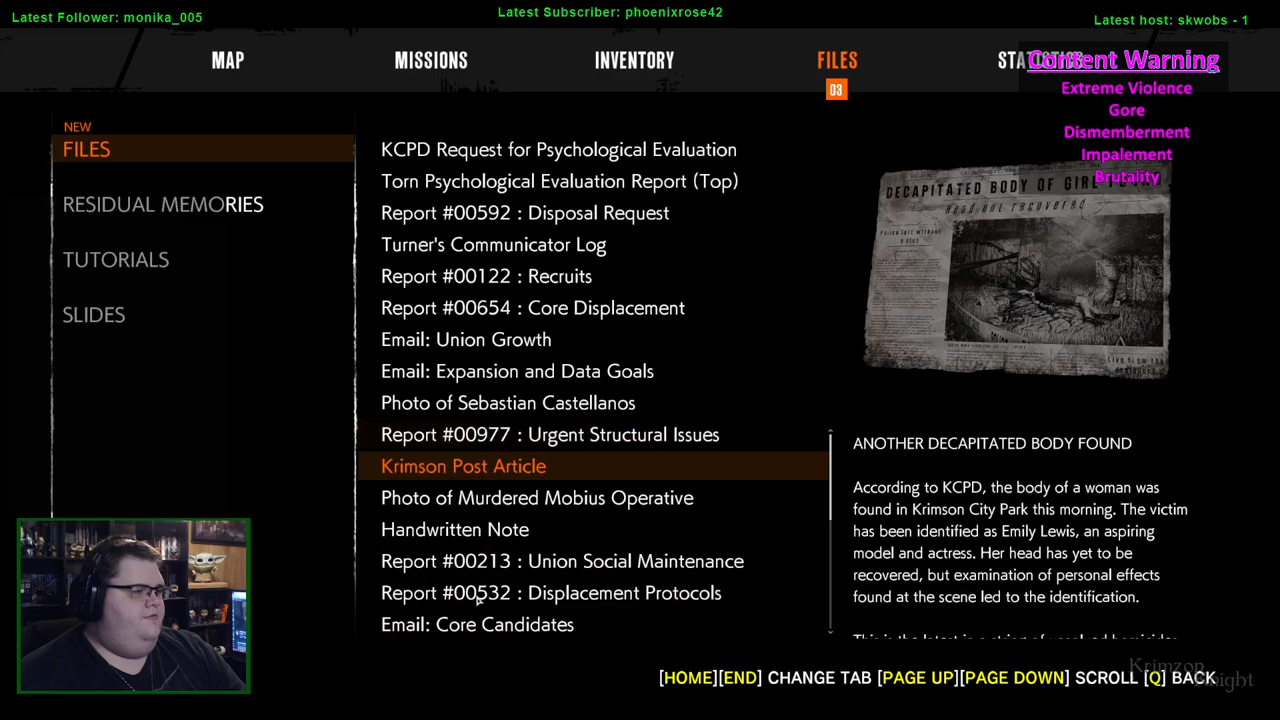 Latest Follower: monika_005
Latest Subscriber: phoenixrose42
Latest host: skwobs - 1
MAP
MISSIONS
INVENTORY
FILES
03
Content Warning
Extreme Violence
Gore
Dismemberment
Impalement
Brutality
NEW
FILES
RESIDUAL MEMORIES
TUTORIALS
SLIDES
KCPD Request for Psychological Evaluation
Torn Psychological Evaluation Report (Top)
Report #00592 : Disposal Request
Turner's Communicator Log
Report #00122 : Recruits
Report #00654 : Core Displacement
Email: Union Growth
Email: Expansion and Data Goals
Photo of Sebastian Castellanos
Report #00977 : Urgent Structural Issues
Krimson Post Article
Photo of Murdered Mobius Operative
Handwritten Note
Report #00213 : Union Social Maintenance
Report #00532 : Displacement Protocols
Email: Core Candidates
DECAPITATED BODY OF GIRL
Head not recovered
ANOTHER DECAPITATED BODY FOUND
According to KCPD, the body of a woman was
found in Krimson City Park this morning. The victim
has been identified as Emily Lewis, an aspiring
model and actress. Her head has yet to be
recovered, but examination of personal effects
found at the scene led to the identification.
[HOME][END] CHANGE TAB [PAGE UP][PAGE DOWN] SCROLL [Q] BACK
Krimzon
Knight